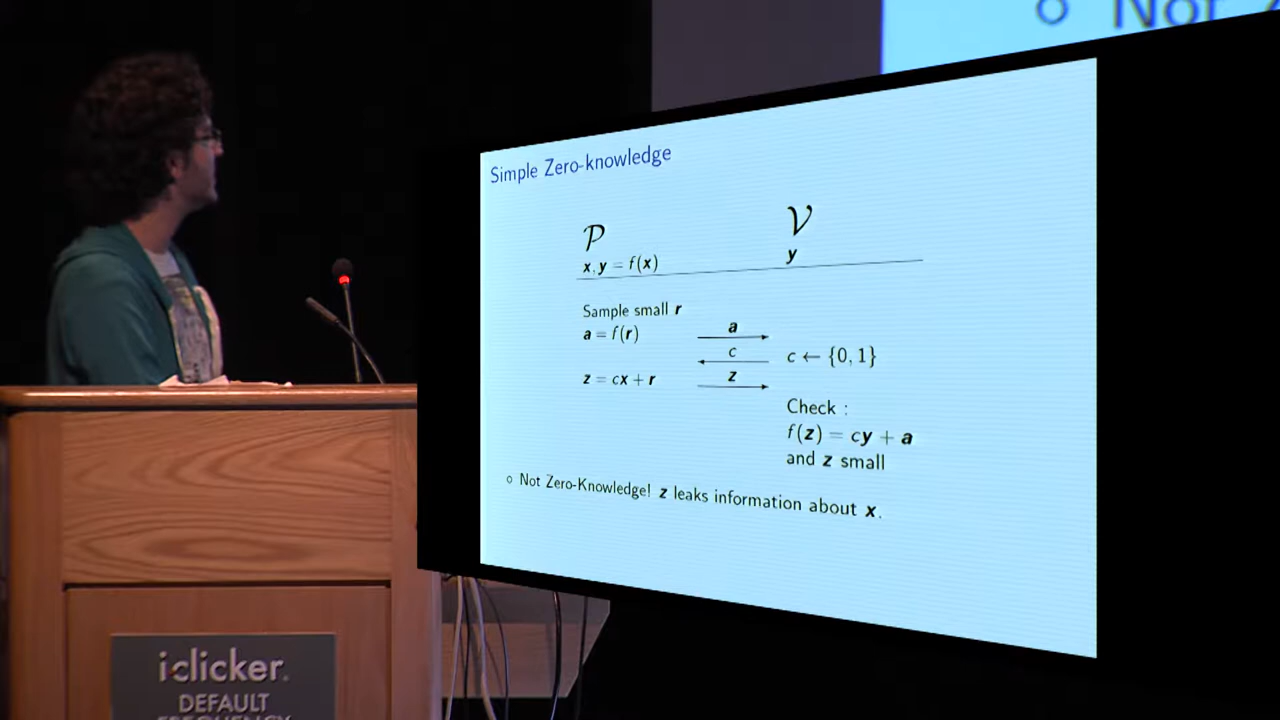 Not
Simple Zero-knowledge
𝒫 𝒱
x, y = f(x) y
Sample small r
a = f(r) a
c c ← {0, 1}
z = cx + r z
Check :
f(z) = cy + a
and z small
Not Zero-Knowledge! z leaks information about x.
iclicker.
DEFAULT
FREQUENCY